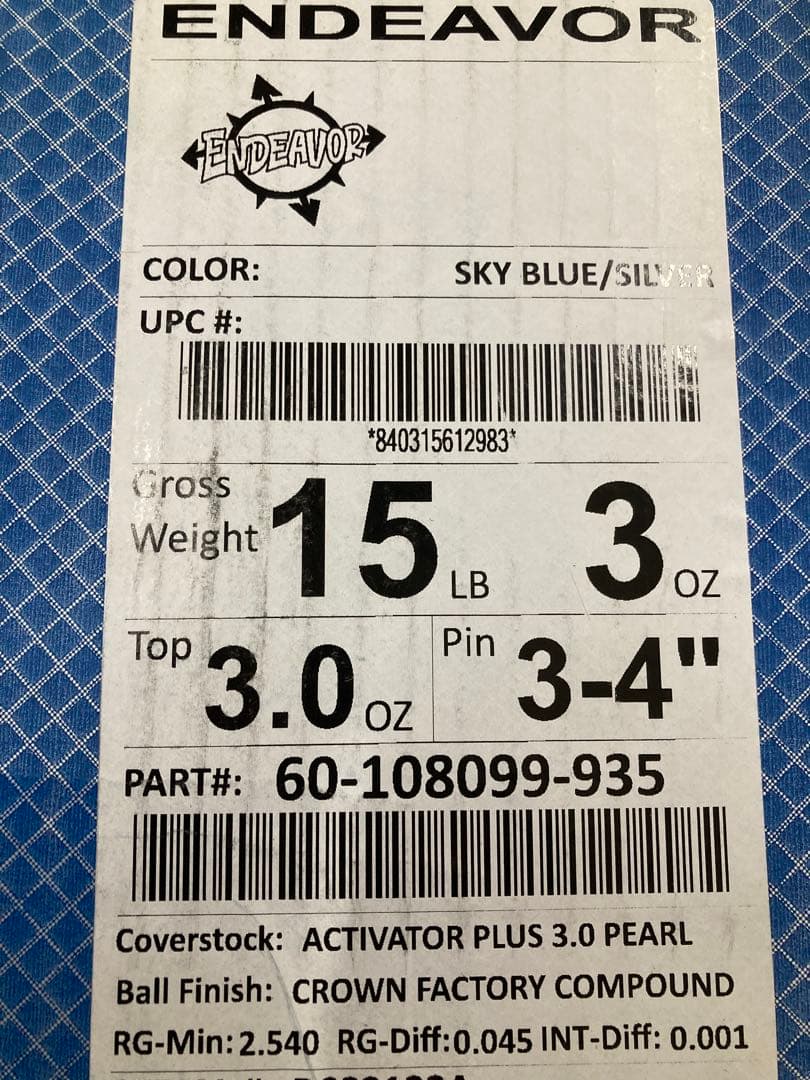 ENDEAVOR
ENDEAVOR
COLOR: SKY BLUE/SILVER
UPC #:
*840315612983*
Gross Weight 15 LB 3 OZ
Top 3.0 OZ Pin 3-4"
PART#: 60-108099-935
Coverstock: ACTIVATOR PLUS 3.0 PEARL
Ball Finish: CROWN FACTORY COMPOUND
RG-Min: 2.540 RG-Diff: 0.045 INT-Diff: 0.001